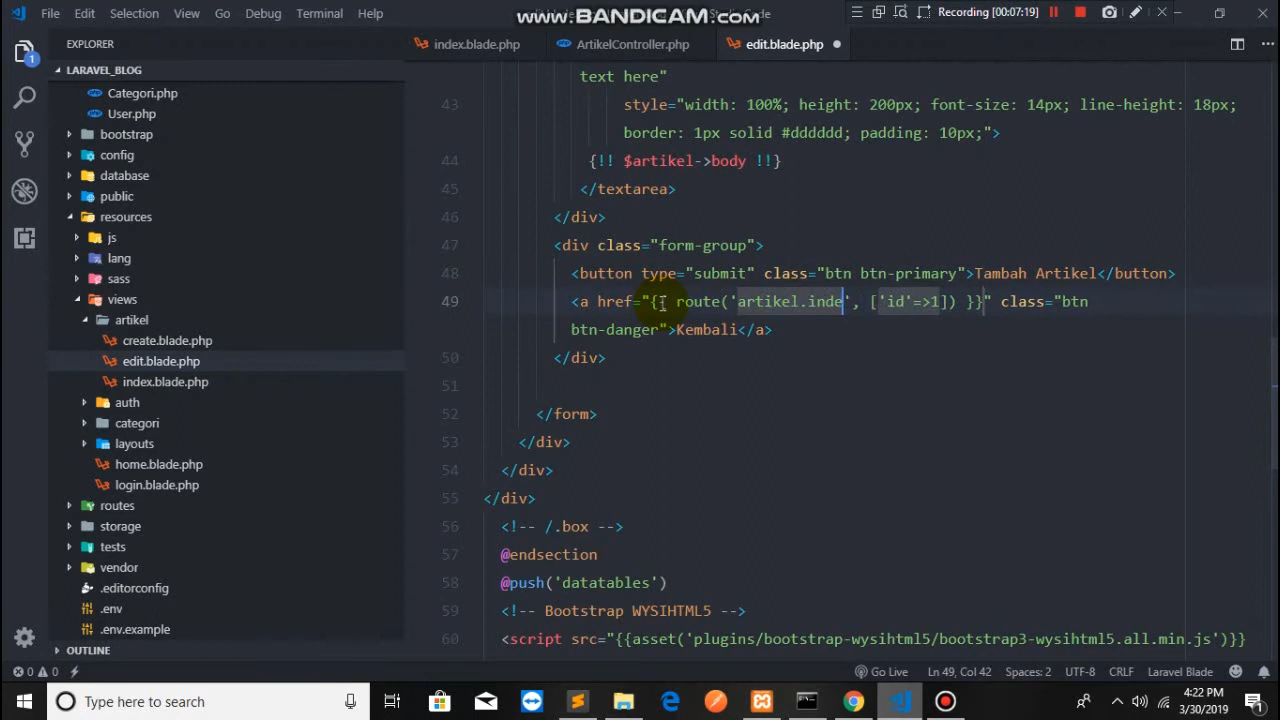 File Edit Selection View Go Debug Terminal Help
www.BANDICAM.com
Recording [00:07:19]
EXPLORER
index.blade.php
ArtikelController.php
edit.blade.php
LARAVEL_BLOG
1
Categori.php
User.php
bootstrap
config
database
public
resources
js
lang
sass
views
artikel
create.blade.php
edit.blade.php
index.blade.php
auth
categori
layouts
home.blade.php
login.blade.php
routes
storage
tests
vendor
.editorconfig
.env
.env.example
OUTLINE
text here"
43 style="width: 100%; height: 200px; font-size: 14px; line-height: 18px;
border: 1px solid #dddddd; padding: 10px;">
44 {!! $artikel->body !!}
45 </textarea>
46 </div>
47 <div class="form-group">
48 <button type="submit" class="btn btn-primary">Tambah Artikel</button>
49 <a href="{{ route('artikel.inde', ['id'=>1]) }}" class="btn
btn-danger">Kembali</a>
50 </div>
51
52 </form>
53 </div>
54 </div>
55 </div>
56 <!-- /.box -->
57 @endsection
58 @push('datatables')
59 <!-- Bootstrap WYSIHTML5 -->
60 <script src="{{asset('plugins/bootstrap-wysihtml5/bootstrap3-wysihtml5.all.min.js')}}
0 0 Go Live Ln 49, Col 42 Spaces: 2 UTF-8 CRLF Laravel Blade
Type here to search
4:22 PM
3/30/2019